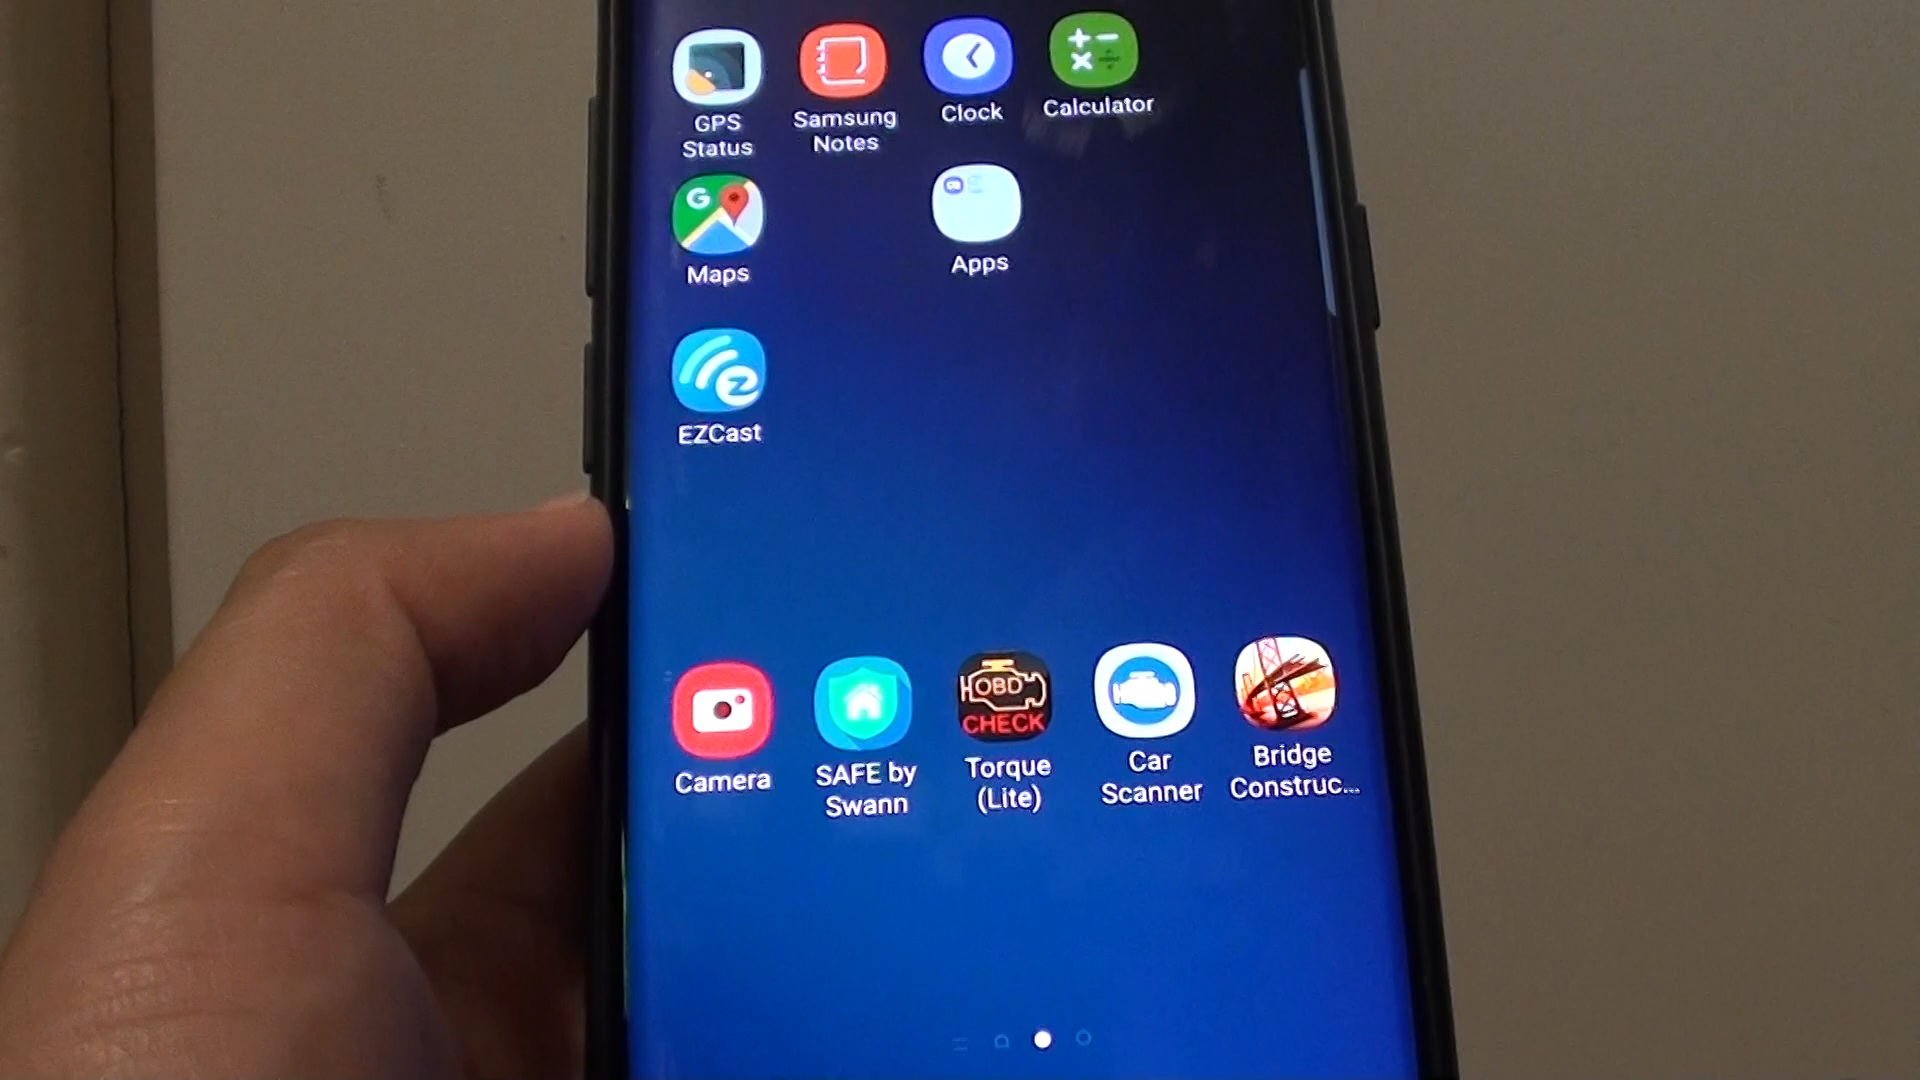 GPS
Status
Samsung
Notes
Clock
Calculator
G
Maps
Apps
EZCast
Camera
SAFE by
Swann
OBD
CHECK
Torque
(Lite)
Car
Scanner
Bridge
Construc...